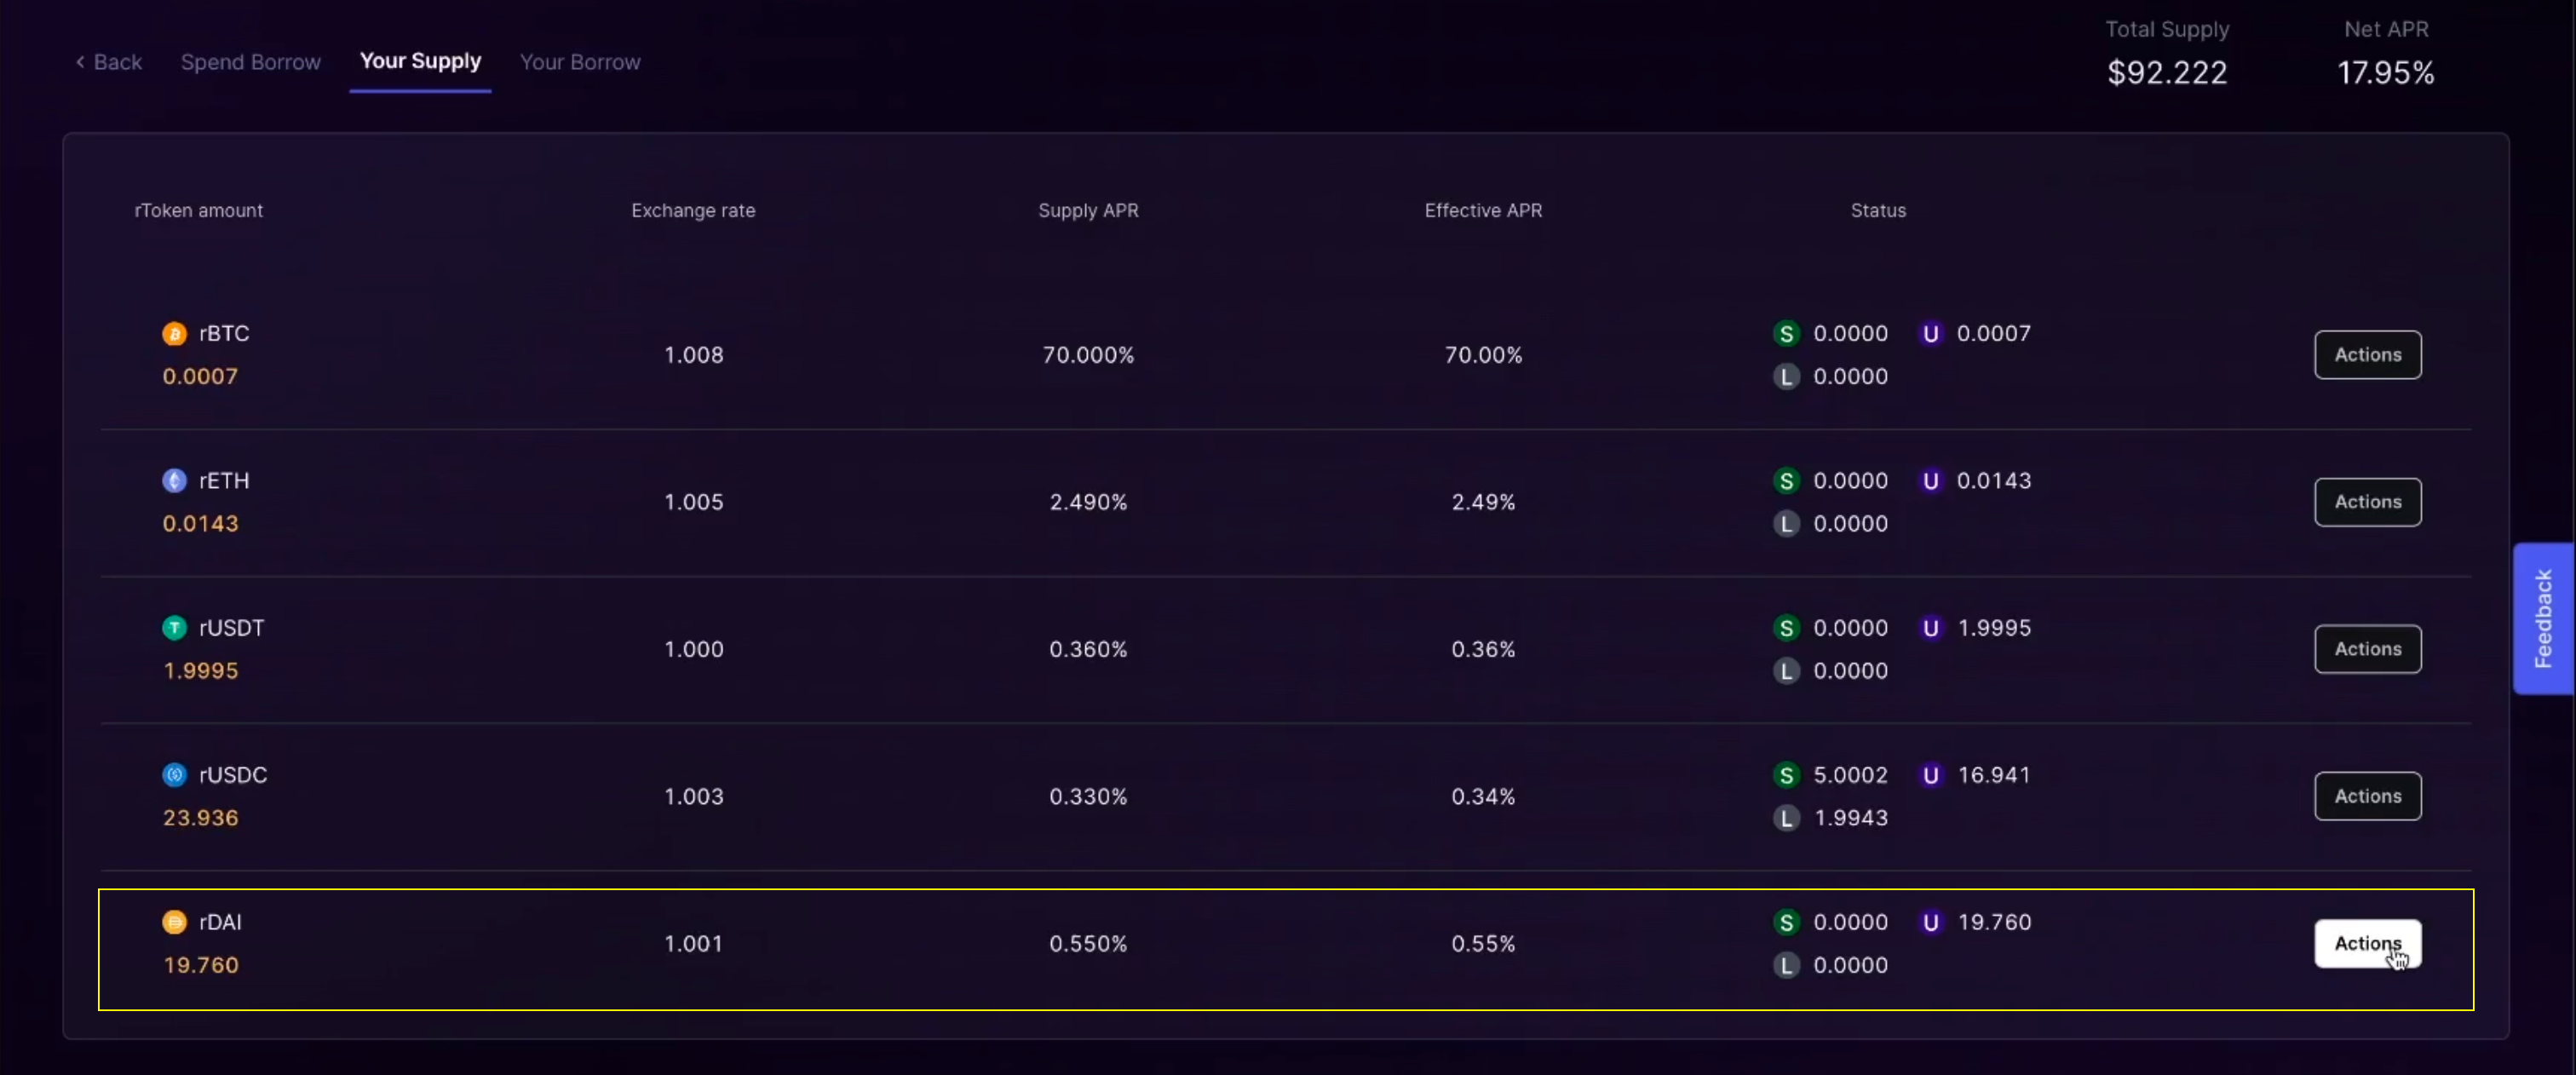 Total Supply Net APR
< Back Spend Borrow Your Supply Your Borrow
$92.222 17.95%
rToken amount Exchange rate Supply APR Effective APR Status
rBTC S 0.0000 U 0.0007
1.008 70.000% 70.00% Actions
0.0007 L 0.0000
rETH S 0.0000 U 0.0143
1.005 2.490% 2.49% Actions
0.0143 L 0.0000
Feedback
rUSDT S 0.0000 U 1.9995
1.000 0.360% 0.36% Actions
1.9995 L 0.0000
rUSDC S 5.0002 U 16.941
1.003 0.330% 0.34% Actions
23.936 L 1.9943
rDAI S 0.0000 U 19.760
1.001 0.550% 0.55% Actions
19.760 L 0.0000